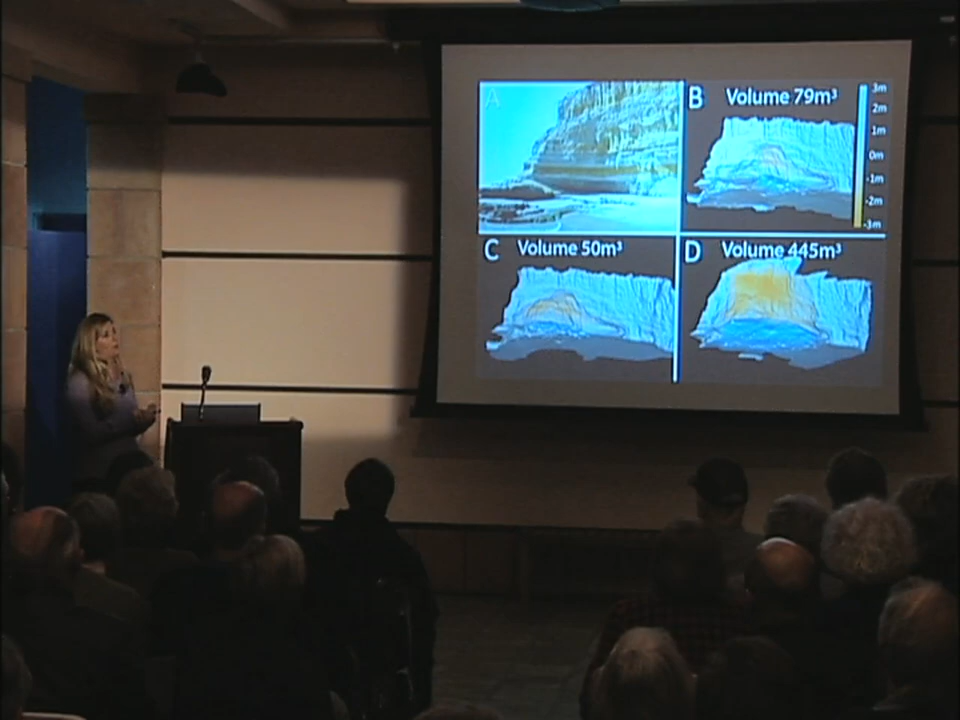 A
B Volume 79m³
3m
2m
1m
0m
-1m
-2m
-3m
C Volume 50m³
D Volume 445m³